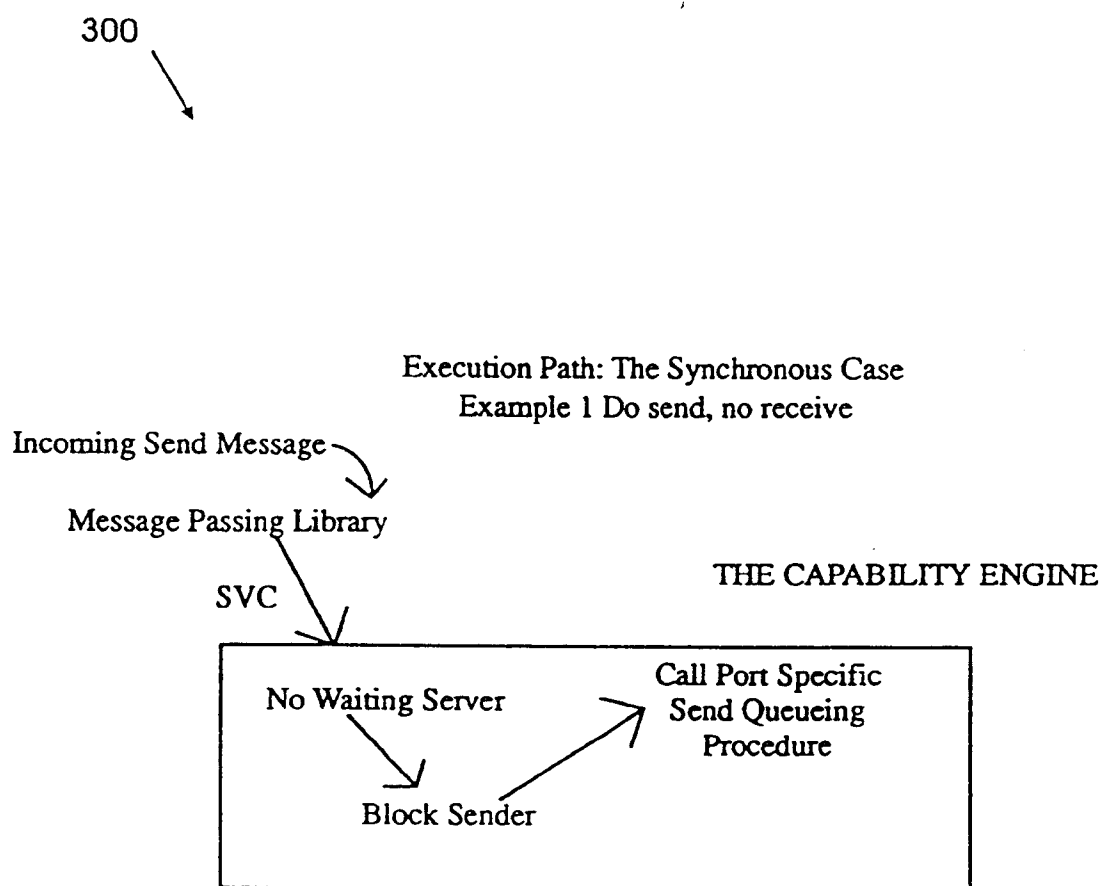 300
Execution Path: The Synchronous Case
Example 1 Do send, no receive
Incoming Send Message
Message Passing Library
THE CAPABILITY ENGINE
SVC
No Waiting Server
Call Port Specific
Send Queueing
Procedure
Block Sender